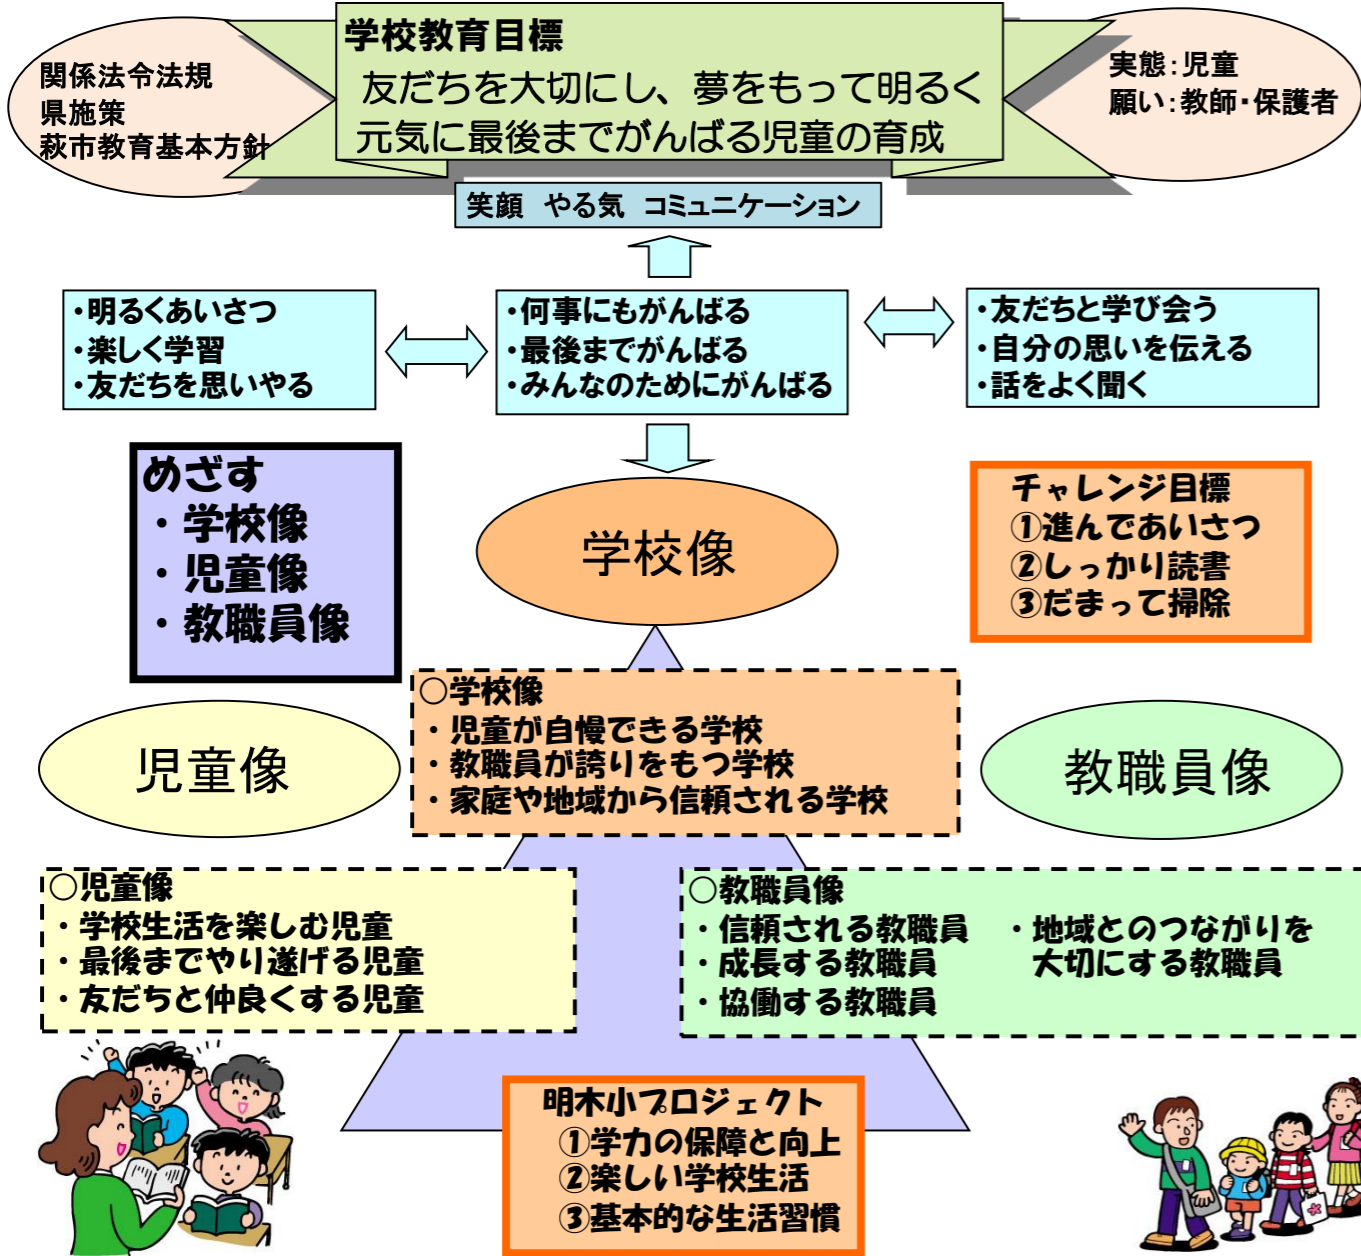 関係法令法規
県施策
萩市教育基本方針
学校教育目標
友だちを大切にし、夢をもって明るく
元気に最後までがんばる児童の育成
実態:児童
願い:教師・保護者
笑顔　やる気　コミュニケーション
・明るくあいさつ
・楽しく学習
・友だちを思いやる
・何事にもがんばる
・最後までがんばる
・みんなのためにがんばる
・友だちと学び会う
・自分の思いを伝える
・話をよく聞く
めざす
・学校像
・児童像
・教職員像
学校像
チャレンジ目標
①進んであいさつ
②しっかり読書
③だまって掃除
児童像
○学校像
・児童が自慢できる学校
・教職員が誇りをもつ学校
・家庭や地域から信頼される学校
教職員像
○児童像
・学校生活を楽しむ児童
・最後までやり遂げる児童
・友だちと仲良くする児童
○教職員像
・信頼される教職員　・地域とのつながりを
・成長する教職員　　大切にする教職員
・協働する教職員
明木小プロジェクト
①学力の保障と向上
②楽しい学校生活
③基本的な生活習慣